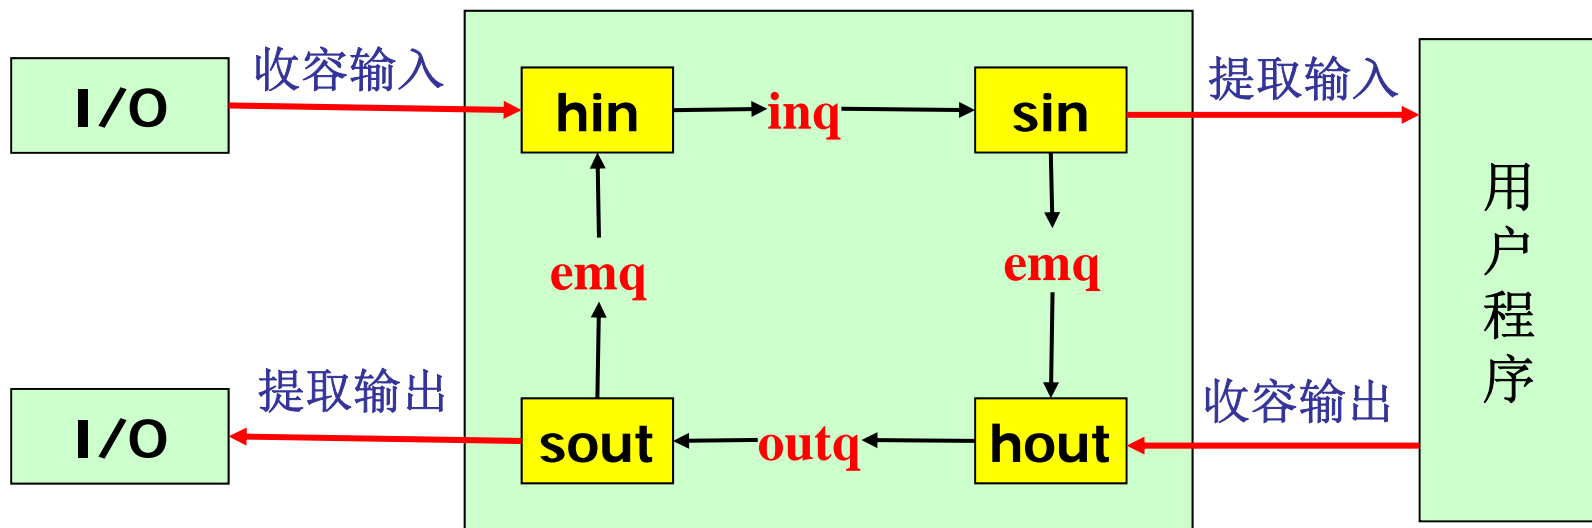 收容输入
提取输入
I/O
hin
inq
sin
用户程序
emq
emq
提取输出
收容输出
I/O
sout
outq
hout